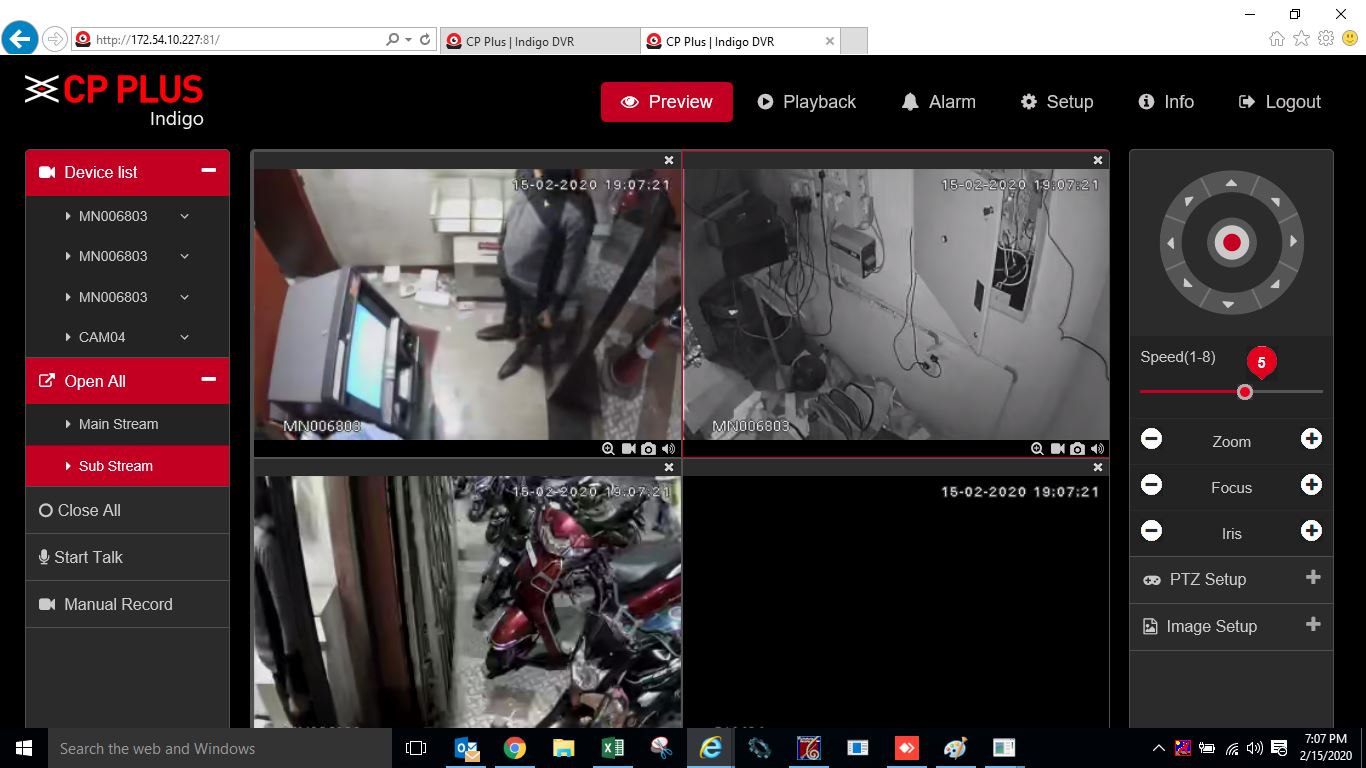 http://172.54.10.227:81/
CP Plus | Indigo DVR
CP Plus | Indigo DVR
CP PLUS
Indigo
Preview
Playback
Alarm
Setup
Info
Logout
Device list
MN006803
MN006803
MN006803
CAM04
Open All
Main Stream
Sub Stream
Close All
Start Talk
Manual Record
15-02-2020 19:07:21
MN006803
15-02-2020 19:07:21
MN006803
15-02-2020 19:07:21
15-02-2020 19:07:21
Speed(1-8)
5
Zoom
Focus
Iris
PTZ Setup
Image Setup
Search the web and Windows
7:07 PM
2/15/2020